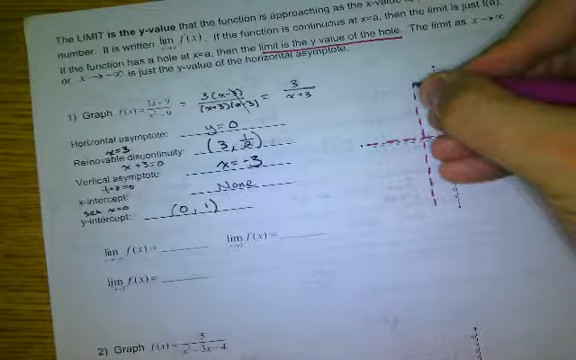 The LIMIT is the y-value that the function is approaching as the x-value
number. It is written lim f(x). If the function is continuous at x=a, then the limit is just f(a).
If the function has a hole at x=a, then the limit is the y value of the hole. The limit as x→∞
or x→-∞ is just the y-value of the horizontal asymptote.
1) Graph f(x)= 3x-9 / x²-9 = 3(x-3) / (x+3)(x-3) = 3 / x+3
Horizontal asymptote: y=0
x=3
Removable discontinuity: (3, 1/2)
x+3=0
Vertical asymptote: x=-3
x-intercept: None
set x=0
y-intercept: (0, 1)
lim f(x)= lim f(x)=
lim f(x)=
2) Graph f(x)= 5 / x²-3x-4